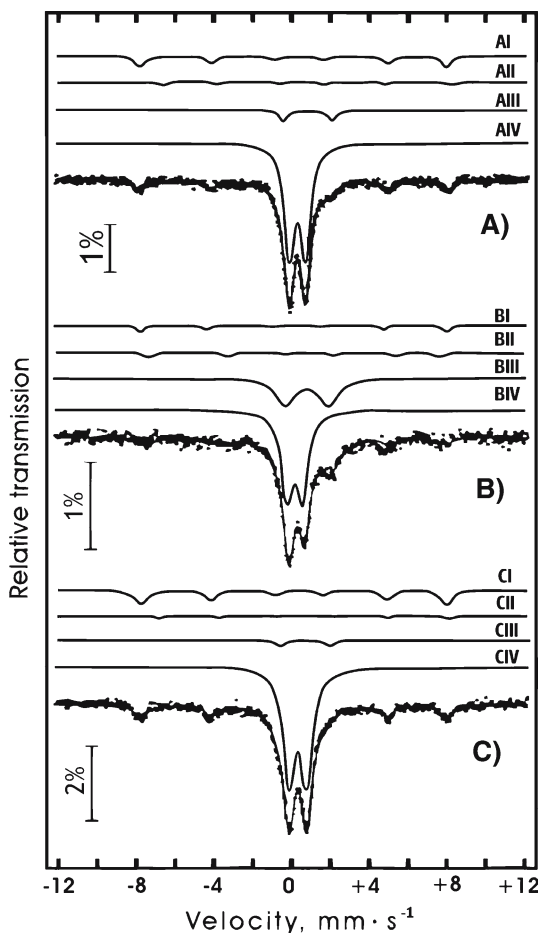 AI
AII
AIII
AIV
A)
1%
BI
BII
BIII
BIV
B)
1%
Relative transmission
CI
CII
CIII
CIV
C)
2%
-12 -8 -4 0 +4 +8 +12
Velocity, mm·s⁻¹